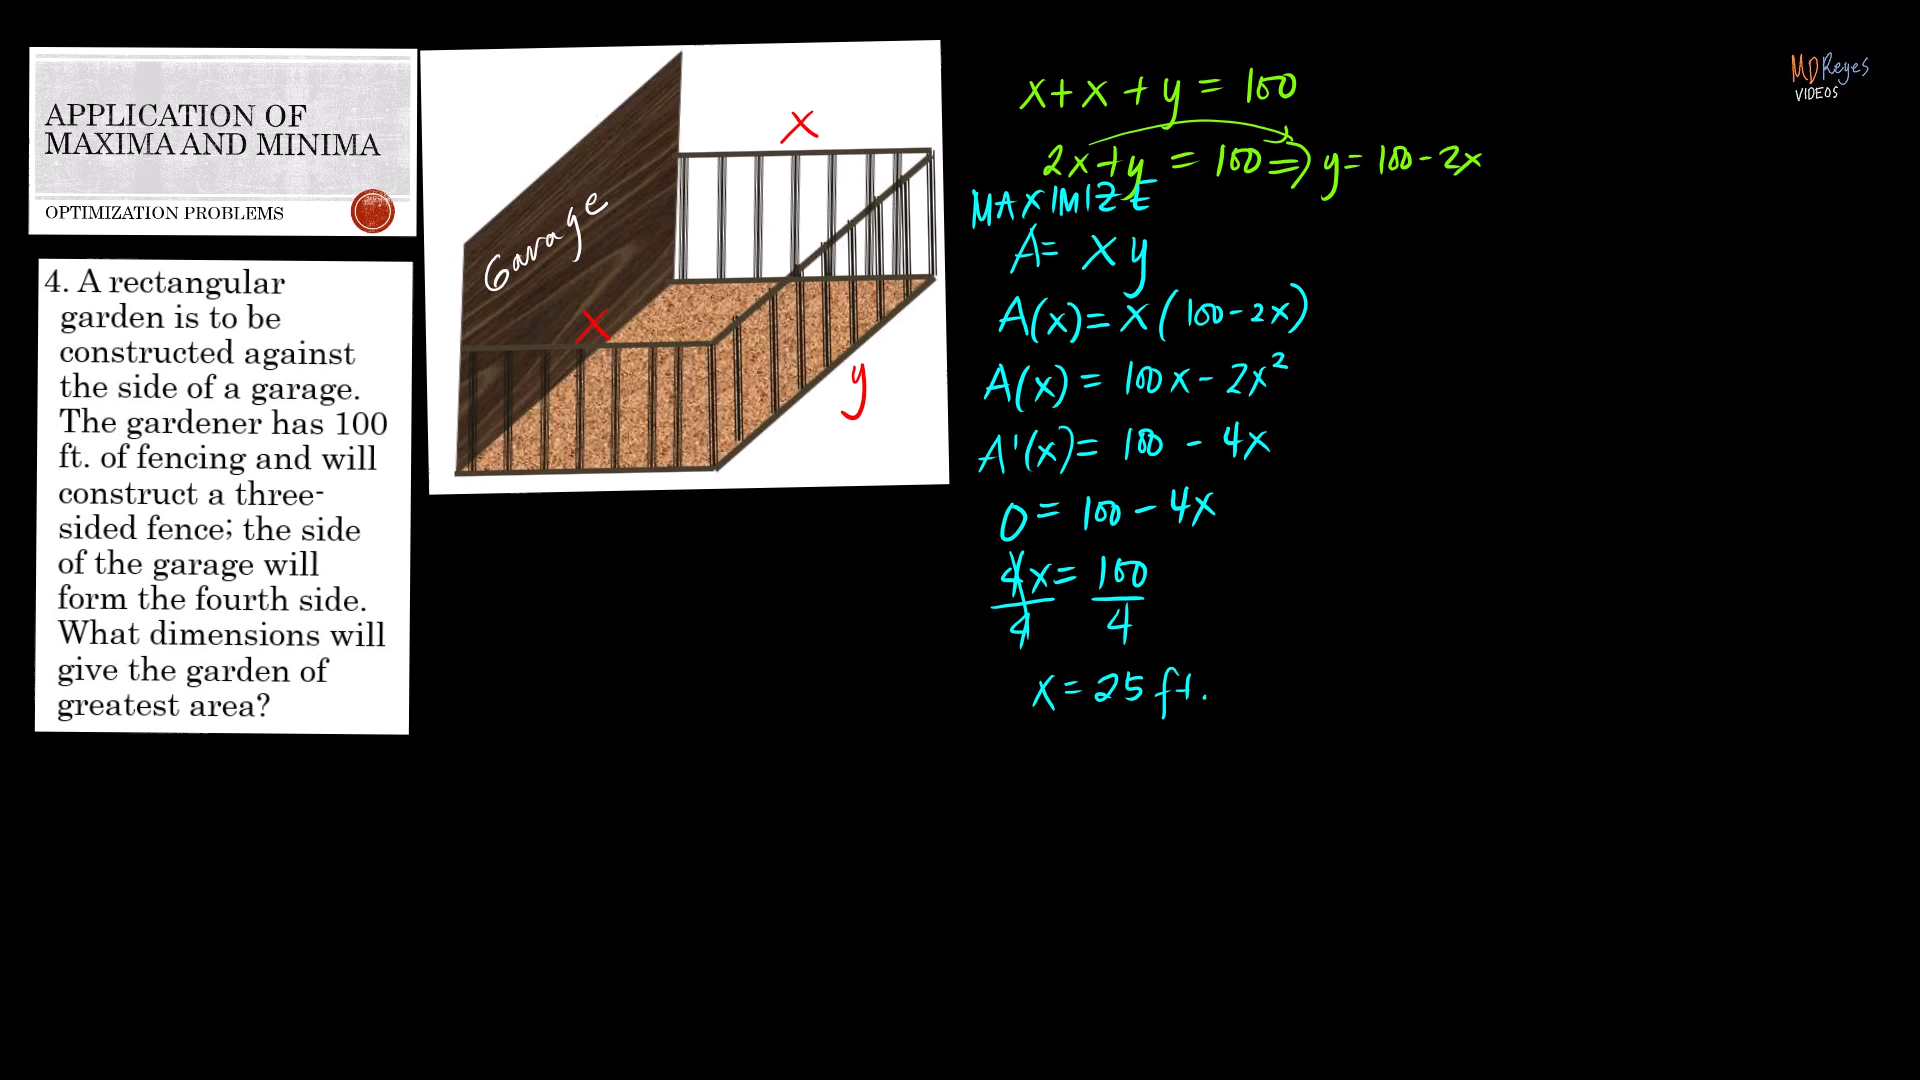 APPLICATION OF
MAXIMA AND MINIMA
OPTIMIZATION PROBLEMS
4. A rectangular
garden is to be
constructed against
the side of a garage.
The gardener has 100
ft. of fencing and will
construct a three-
sided fence; the side
of the garage will
form the fourth side.
What dimensions will
give the garden of
greatest area?
Garage
x
x
y
x + x + y = 100
2x + y = 100 ⇒ y = 100 - 2x
MAXIMIZE
A = xy
A(x) = x(100 - 2x)
A(x) = 100x - 2x²
A'(x) = 100 - 4x
0 = 100 - 4x
4x = 100
4 4
x = 25 ft.
MDReyes
VIDEOS